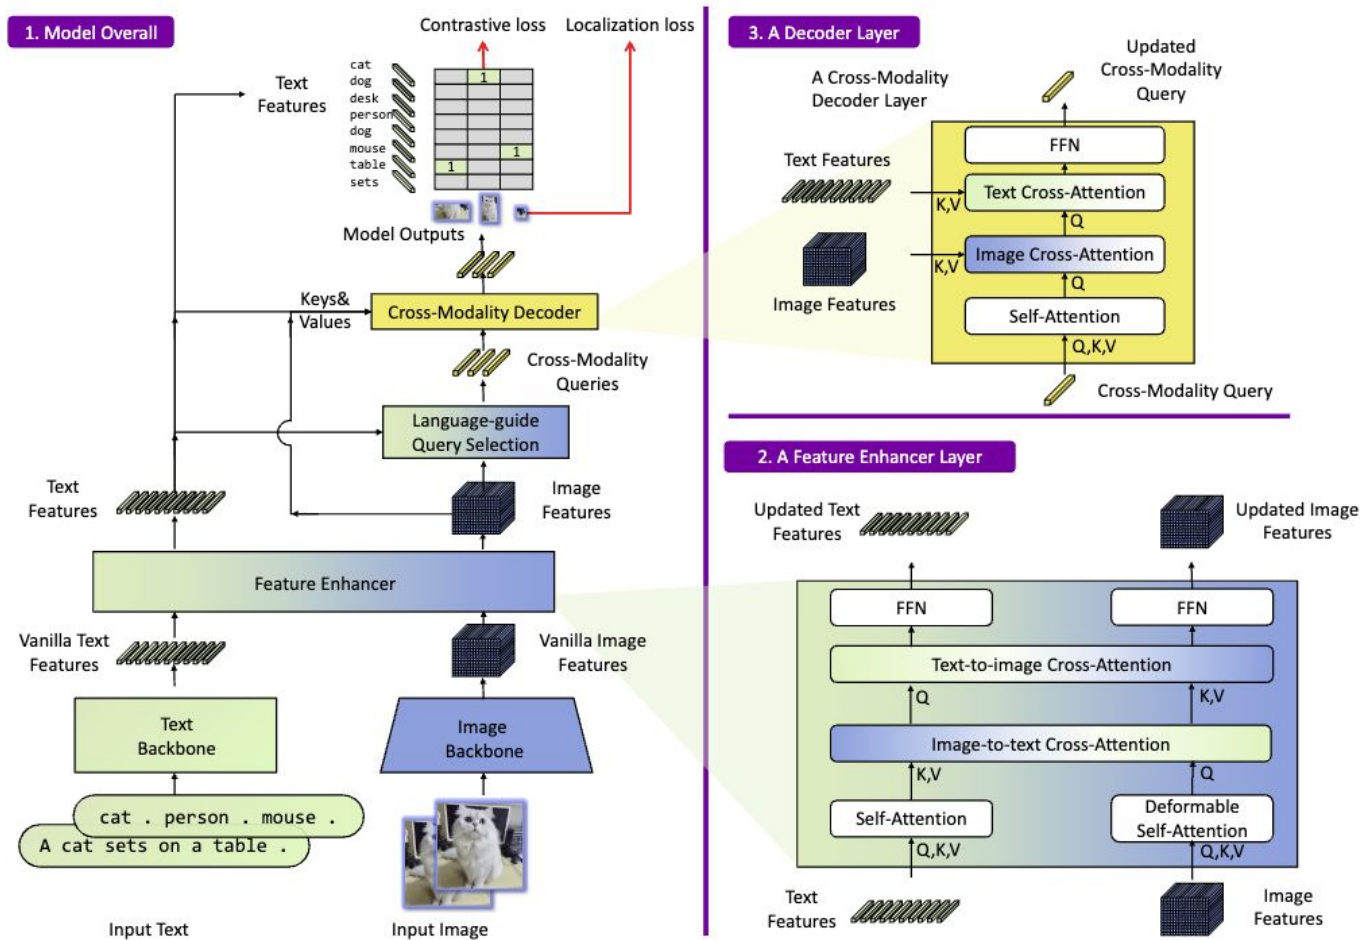 1. Model Overall
Contrastive loss
Localization loss
Text
Features
cat
dog
desk
person
dog
mouse
table
sets
1
1
1
Model Outputs
Keys&
Values
Cross-Modality Decoder
Cross-Modality
Queries
Language-guide
Query Selection
Text
Features
Image
Features
Feature Enhancer
Vanilla Text
Features
Vanilla Image
Features
Text
Backbone
Image
Backbone
cat . person . mouse .
A cat sets on a table .
Input Text
Input Image
3. A Decoder Layer
A Cross-Modality
Decoder Layer
Updated
Cross-Modality
Query
FFN
Text Features
Text Cross-Attention
K,V
Q
Image Cross-Attention
K,V
Q
Image Features
Self-Attention
Q,K,V
Cross-Modality Query
2. A Feature Enhancer Layer
Updated Text
Features
Updated Image
Features
FFN
FFN
Text-to-image Cross-Attention
Q
K,V
Image-to-text Cross-Attention
K,V
Q
Self-Attention
Deformable
Self-Attention
Q,K,V
Q,K,V
Text
Features
Image
Features